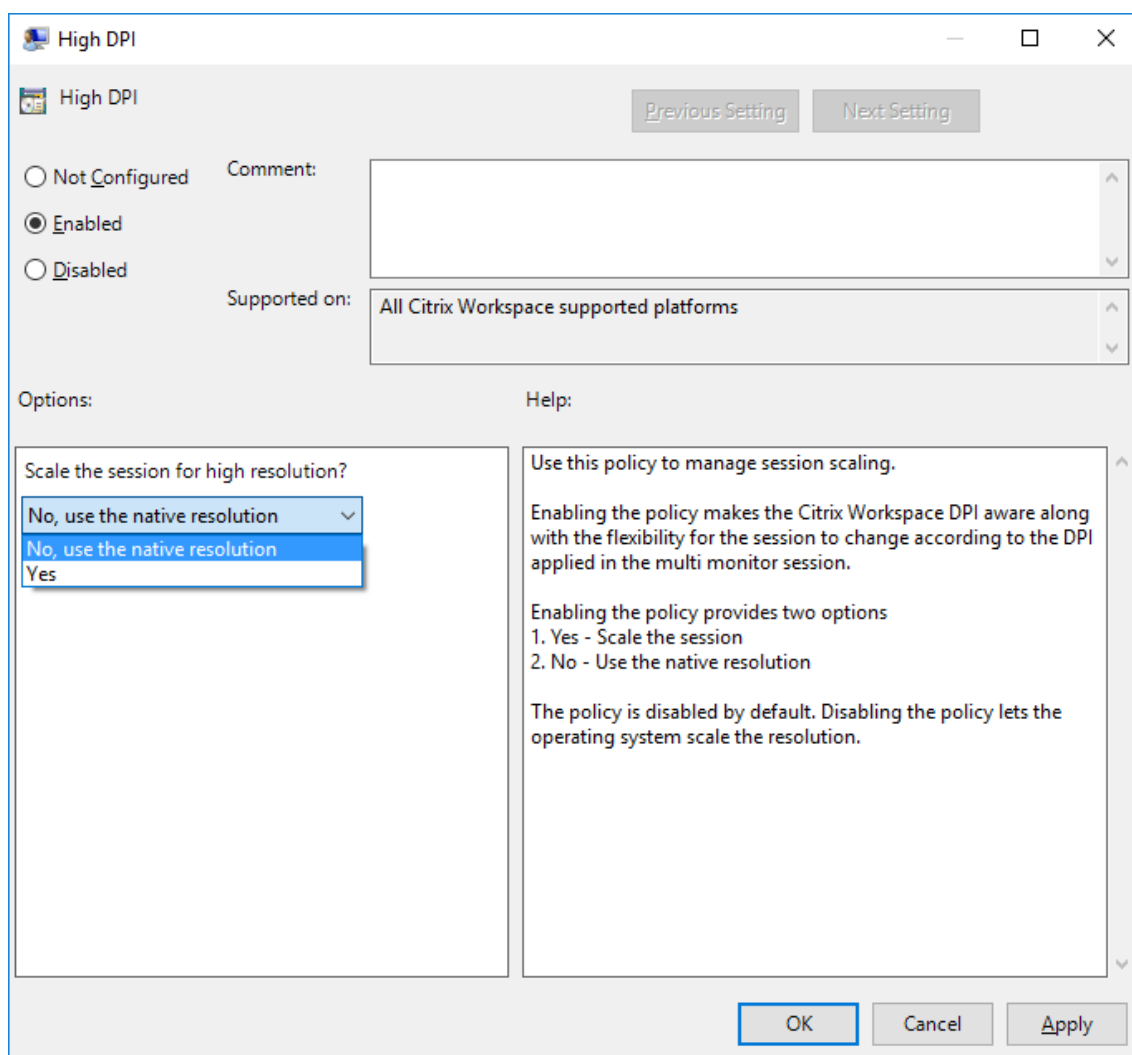 High DPI
High DPI
Previous Setting
Next Setting
Not Configured
Comment:
Enabled
Disabled
Supported on:
All Citrix Workspace supported platforms
Options:
Help:
Scale the session for high resolution?
No, use the native resolution
No, use the native resolution
Yes
Use this policy to manage session scaling.
Enabling the policy makes the Citrix Workspace DPI aware along
with the flexibility for the session to change according to the DPI
applied in the multi monitor session.
Enabling the policy provides two options
1. Yes - Scale the session
2. No - Use the native resolution
The policy is disabled by default. Disabling the policy lets the
operating system scale the resolution.
OK
Cancel
Apply